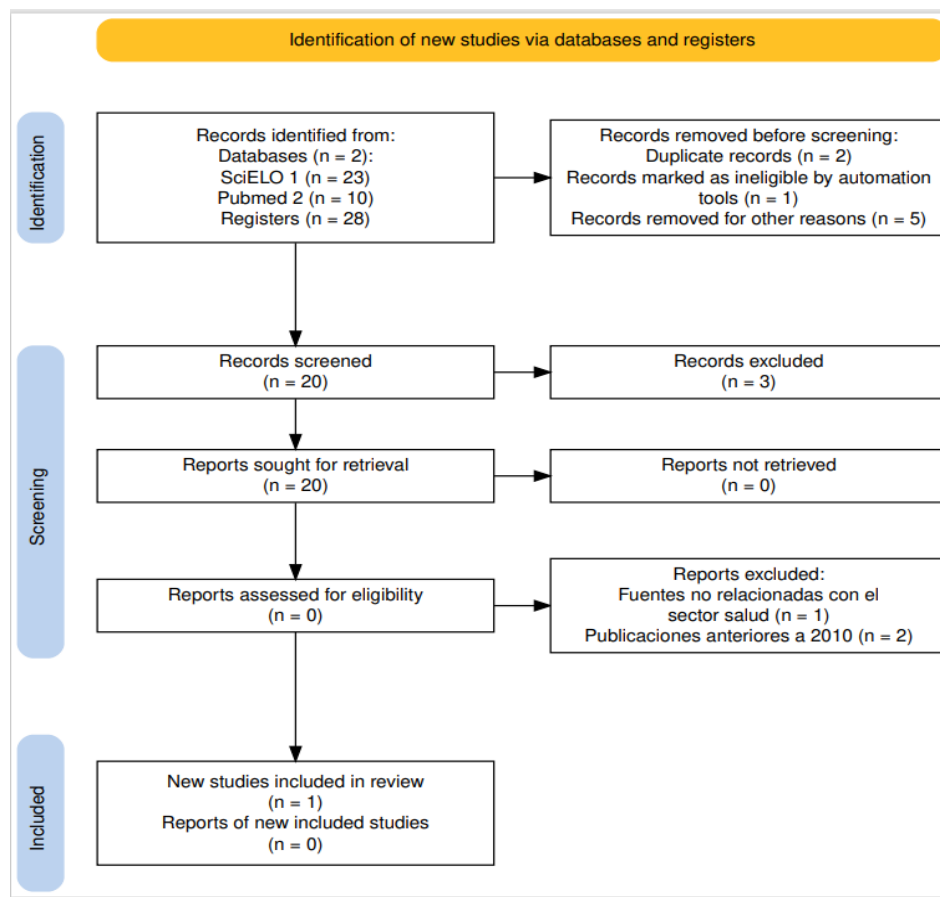 Identification of new studies via databases and registers
Identification
Records identified from:
Databases (n = 2):
SciELO 1 (n = 23)
Pubmed 2 (n = 10)
Registers (n = 28)
Records removed before screening:
Duplicate records (n = 2)
Records marked as ineligible by automation
tools (n = 1)
Records removed for other reasons (n = 5)
Screening
Records screened
(n = 20)
Records excluded
(n = 3)
Reports sought for retrieval
(n = 20)
Reports not retrieved
(n = 0)
Reports assessed for eligibility
(n = 0)
Reports excluded:
Fuentes no relacionadas con el
sector salud (n = 1)
Publicaciones anteriores a 2010 (n = 2)
Included
New studies included in review
(n = 1)
Reports of new included studies
(n = 0)